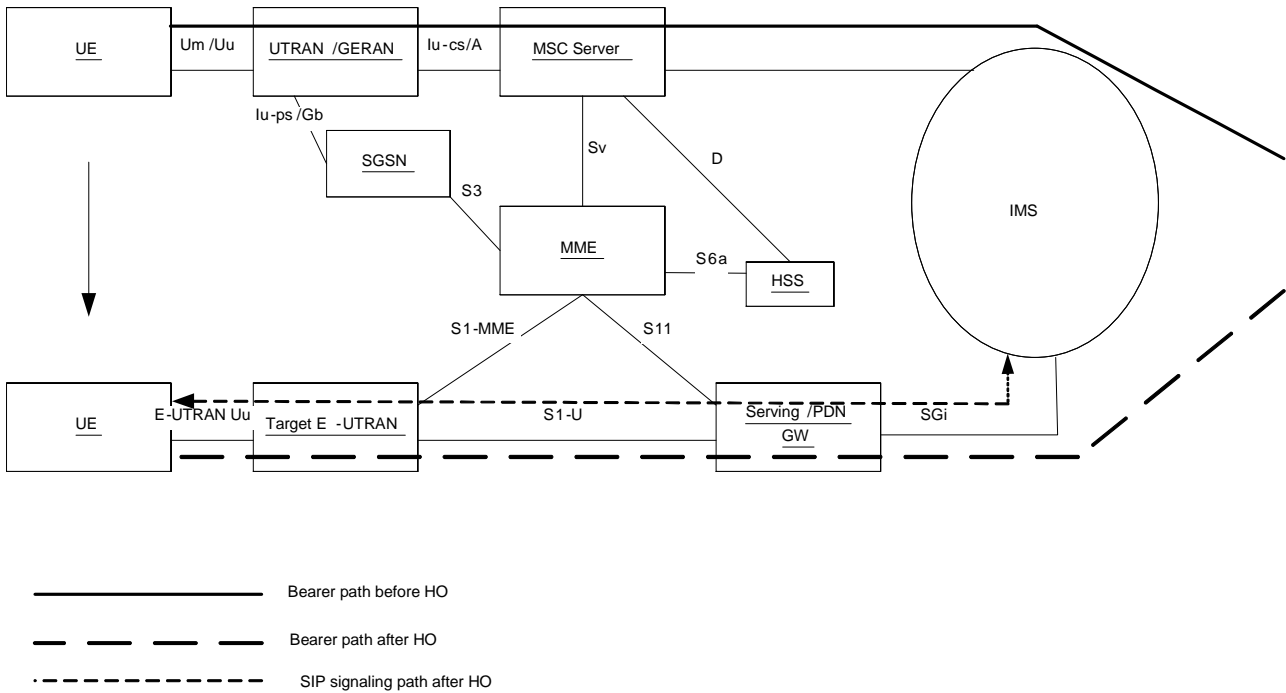 UE
Um /Uu
UTRAN /GERAN
Iu-cs/A
MSC Server
Iu-ps /Gb
SGSN
S3
Sv
D
IMS
MME
S6a
HSS
S1-MME
S11
UE
E-UTRAN Uu
Target E -UTRAN
S1-U
Serving /PDN
GW
SGi
Bearer path before HO
Bearer path after HO
SIP signaling path after HO